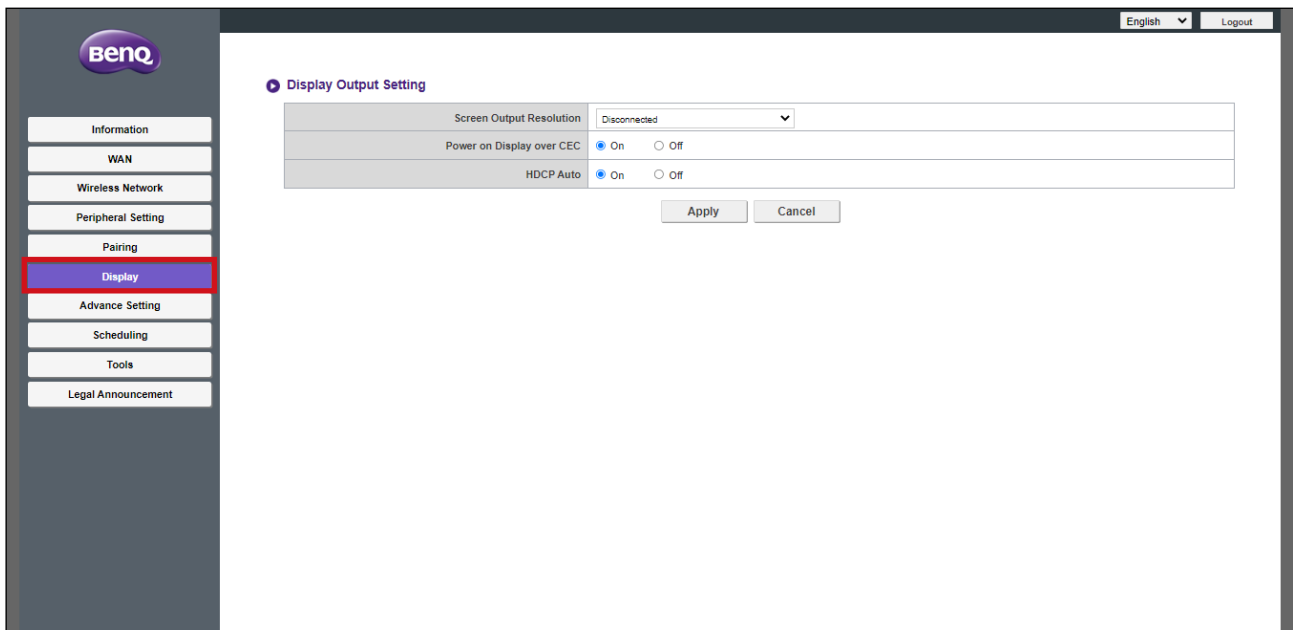 English Logout
BenQ
Display Output Setting
Screen Output Resolution Disconnected
Power on Display over CEC On Off
HDCP Auto On Off
Apply Cancel
Information
WAN
Wireless Network
Peripheral Setting
Pairing
Display
Advance Setting
Scheduling
Tools
Legal Announcement